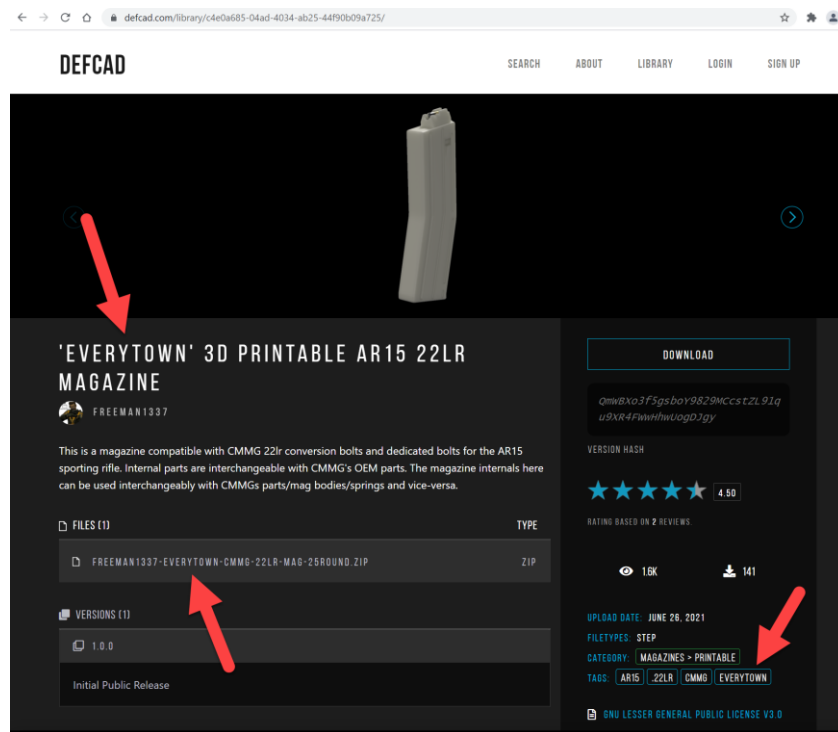 defcad.com/library/c4e0a685-04ad-4034-ab25-44f90b09a725/
DEFCAD
SEARCH ABOUT LIBRARY LOGIN SIGN UP
'EVERYTOWN' 3D PRINTABLE AR15 22LR
MAGAZINE
FREEMAN1337
This is a magazine compatible with CMMG 22lr conversion bolts and dedicated bolts for the AR15
sporting rifle. Internal parts are interchangeable with CMMG's OEM parts. The magazine internals here
can be used interchangeably with CMMGs parts/mag bodies/springs and vice-versa.
FILES (1) TYPE
FREEMAN1337-EVERYTOWN-CMMG-22LR-MAG-25ROUND.ZIP ZIP
VERSIONS (1)
1.0.0
Initial Public Release
DOWNLOAD
VERSION HASH
4.50
RATING BASED ON 2 REVIEWS.
1.6K 141
UPLOAD DATE: JUNE 26, 2021
FILETYPES: STEP
CATEGORY: MAGAZINES > PRINTABLE
TAGS: AR15 .22LR CMMG EVERYTOWN
GNU LESSER GENERAL PUBLIC LICENSE V3.0